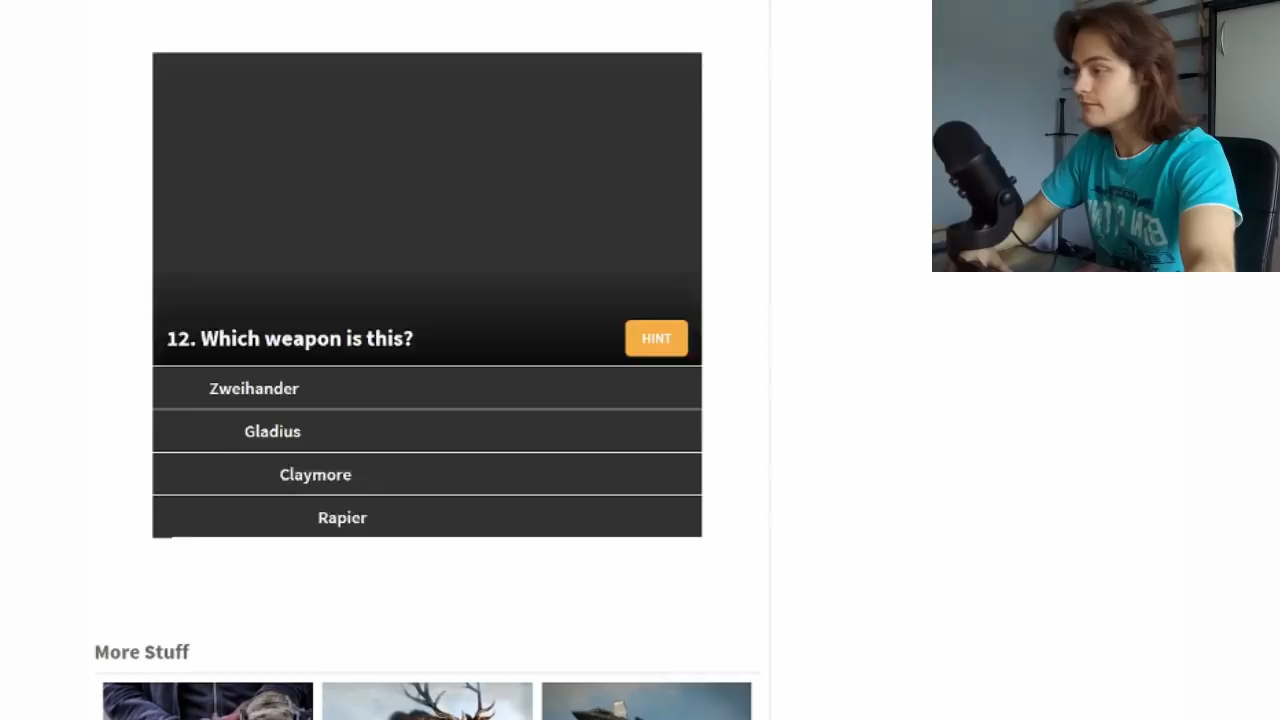 12. Which weapon is this?
HINT
Zweihander
Gladius
Claymore
Rapier
More Stuff